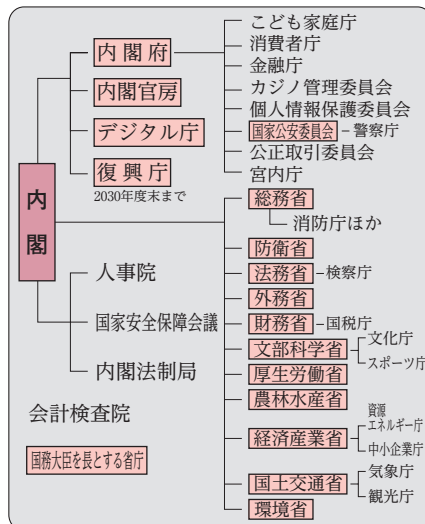 内閣
内閣府
こども家庭庁
消費者庁
金融庁
カジノ管理委員会
個人情報保護委員会
国家公安委員会 – 警察庁
公正取引委員会
宮内庁
内閣官房
デジタル庁
復興庁
2030年度末まで
総務省
消防庁ほか
防衛省
法務省 – 検察庁
外務省
財務省 – 国税庁
文部科学省
文化庁
スポーツ庁
厚生労働省
農林水産省
経済産業省
資源
エネルギー庁
中小企業庁
国土交通省
気象庁
観光庁
環境省
人事院
国家安全保障会議
内閣法制局
会計検査院
国務大臣を長とする省庁